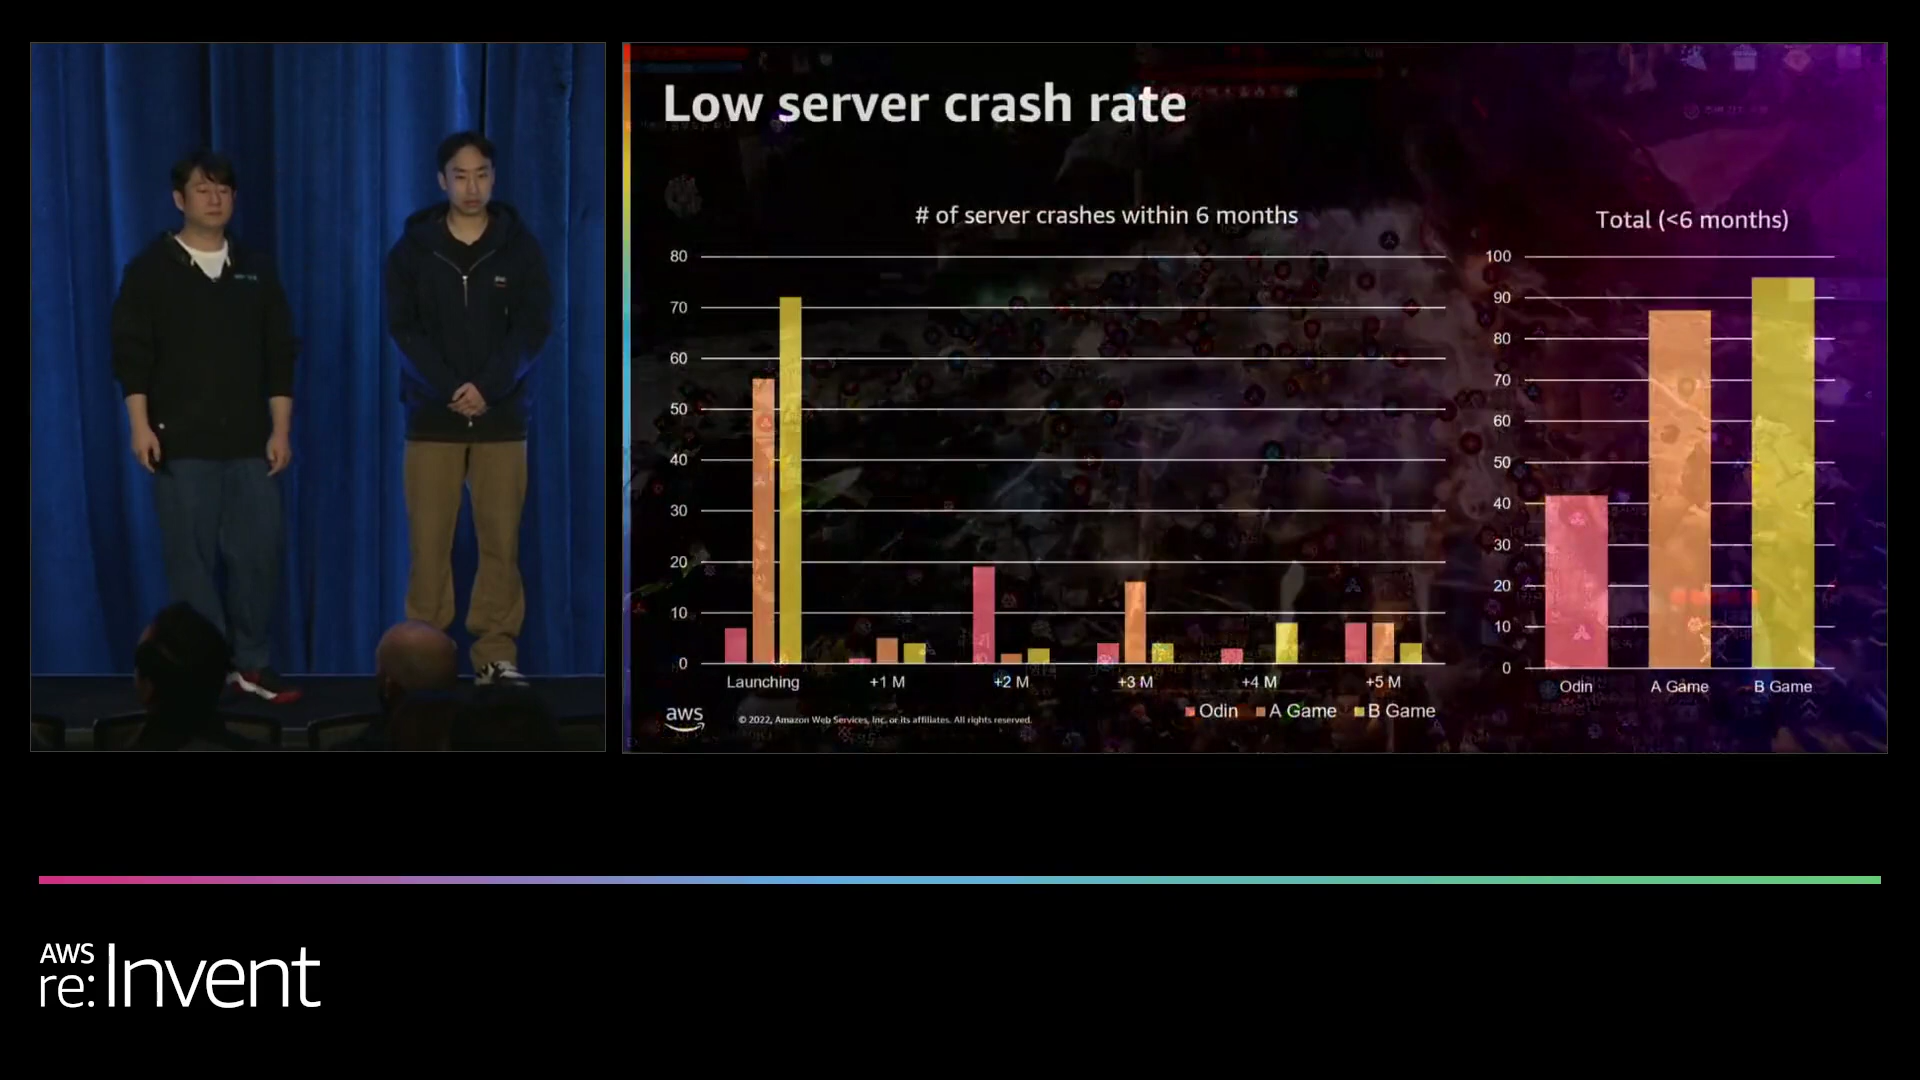 Low server crash rate
# of server crashes within 6 months
80
70
60
50
40
30
20
10
0
Launching
+1 M
+2 M
+3 M
+4 M
+5 M
Odin
A Game
B Game
Total (<6 months)
100
90
80
70
60
50
40
30
20
10
0
Odin
A Game
B Game
aws
© 2022, Amazon Web Services, Inc. or its affiliates. All rights reserved.
AWS
re:Invent